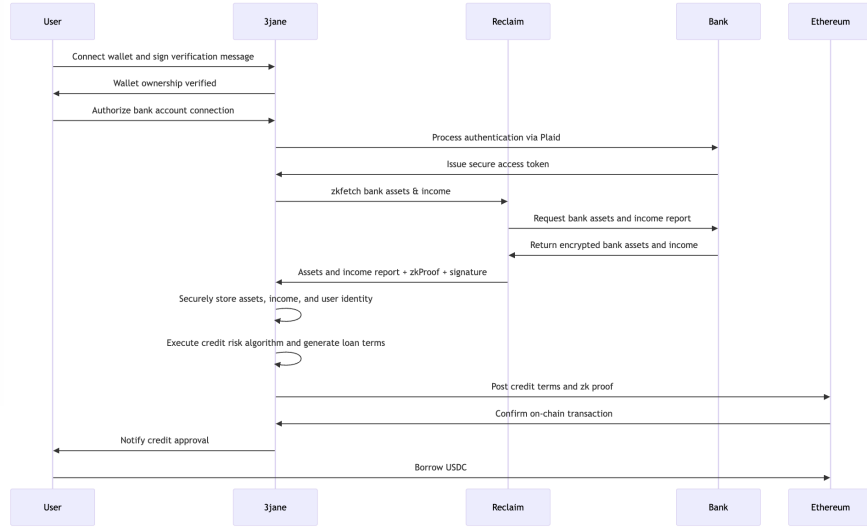 User
3jane
Reclaim
Bank
Ethereum
Connect wallet and sign verification message
Wallet ownership verified
Authorize bank account connection
Process authentication via Plaid
Issue secure access token
zkfetch bank assets & income
Request bank assets and income report
Return encrypted bank assets and income
Assets and income report + zkProof + signature
Securely store assets, income, and user identity
Execute credit risk algorithm and generate loan terms
Post credit terms and zk proof
Confirm on-chain transaction
Notify credit approval
Borrow USDC
User
3jane
Reclaim
Bank
Ethereum